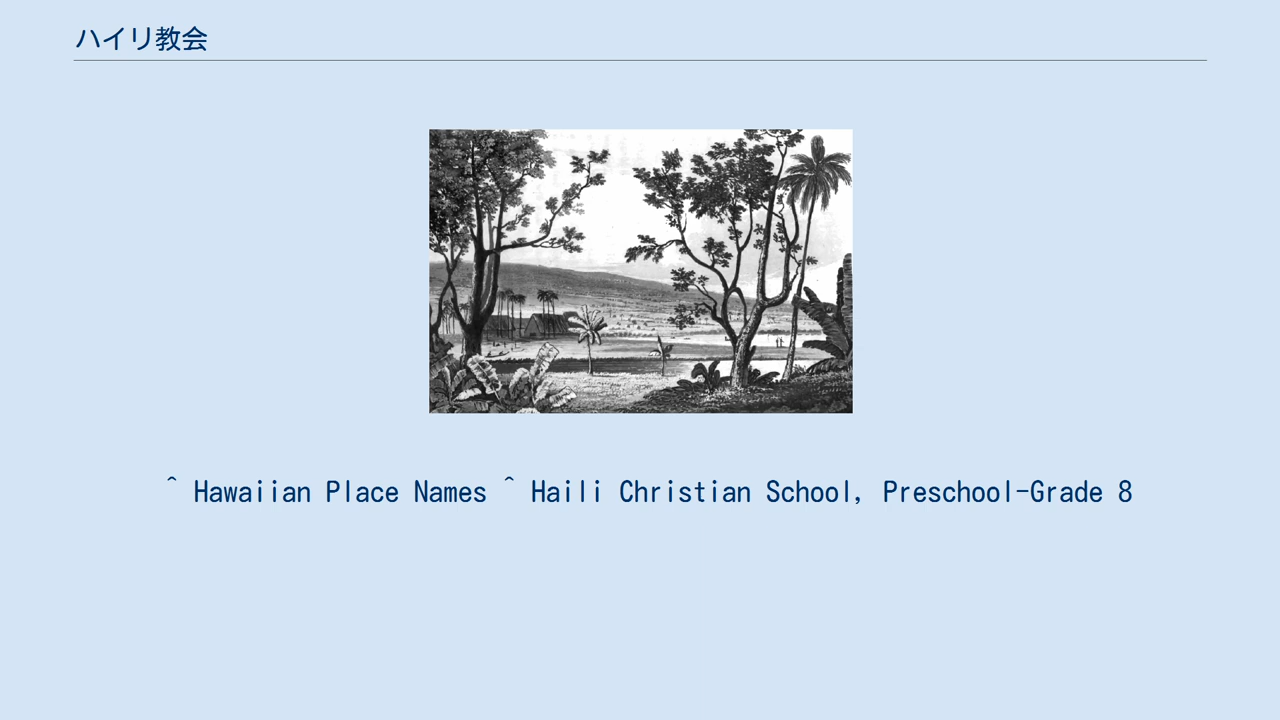 ハイリ教会
^ Hawaiian Place Names ^ Haili Christian School, Preschool-Grade 8